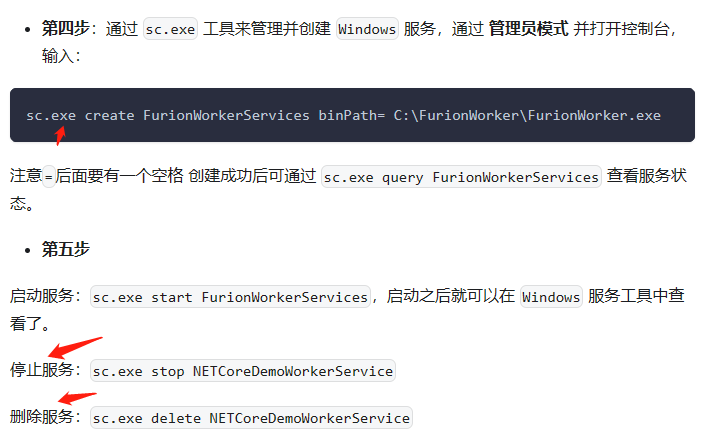 第四步：通过 sc.exe 工具来管理并创建 Windows 服务，通过 管理员模式 并打开控制台，
输入：
sc.exe create FurionWorkerServices binPath= C:\FurionWorker\FurionWorker.exe
注意=后面要有一个空格 创建成功后可通过 sc.exe query FurionWorkerServices 查看服务状
态。
第五步
启动服务：sc.exe start FurionWorkerServices，启动之后就可以在 Windows 服务工具中查
看了。
停止服务：sc.exe stop NETCoreDemoWorkerService
删除服务：sc.exe delete NETCoreDemoWorkerService